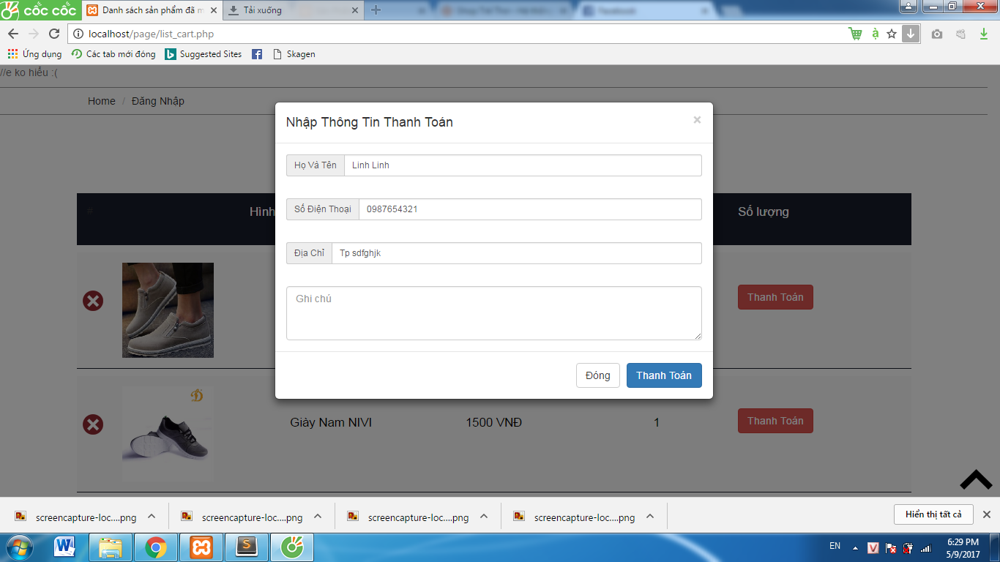 cốc cốc
Danh sách sản phẩm đã m
Tải xuống
Facebook
localhost/page/list_cart.php
Ứng dụng
Các tab mới đóng
Suggested Sites
Skagen
//e ko hiểu :(
Home / Đăng Nhập
Nhập Thông Tin Thanh Toán
×
Họ Và Tên
Linh Linh
#
Hình
Số Điện Thoại
0987654321
Số lượng
Địa Chỉ
Tp sdfghjk
Ghi chú
Thanh Toán
Đóng
Thanh Toán
Giày Nam NIVI
1500 VNĐ
1
Thanh Toán
screencapture-loc....png
screencapture-loc....png
screencapture-loc....png
screencapture-loc....png
Hiển thị tất cả
EN
6:29 PM
5/9/2017